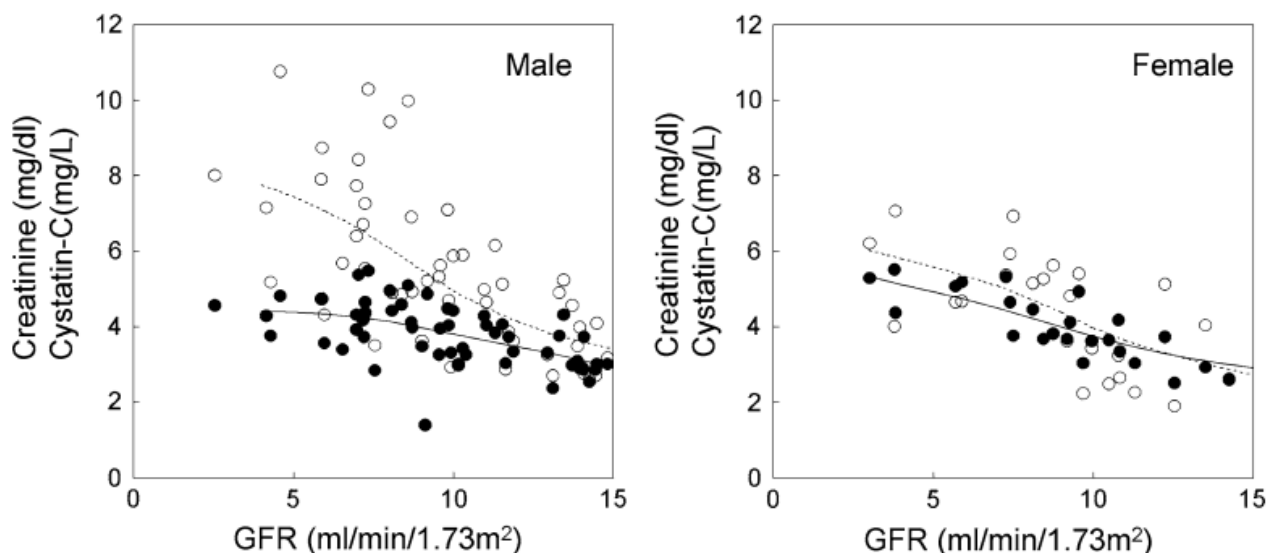 Creatinine (mg/dl)
Cystatin-C(mg/L)
12
10
8
6
4
2
0
Male
0
5
10
15
GFR (ml/min/1.73m²)
Creatinine (mg/dl)
Cystatin-C(mg/L)
12
10
8
6
4
2
0
Female
0
5
10
15
GFR (ml/min/1.73m²)